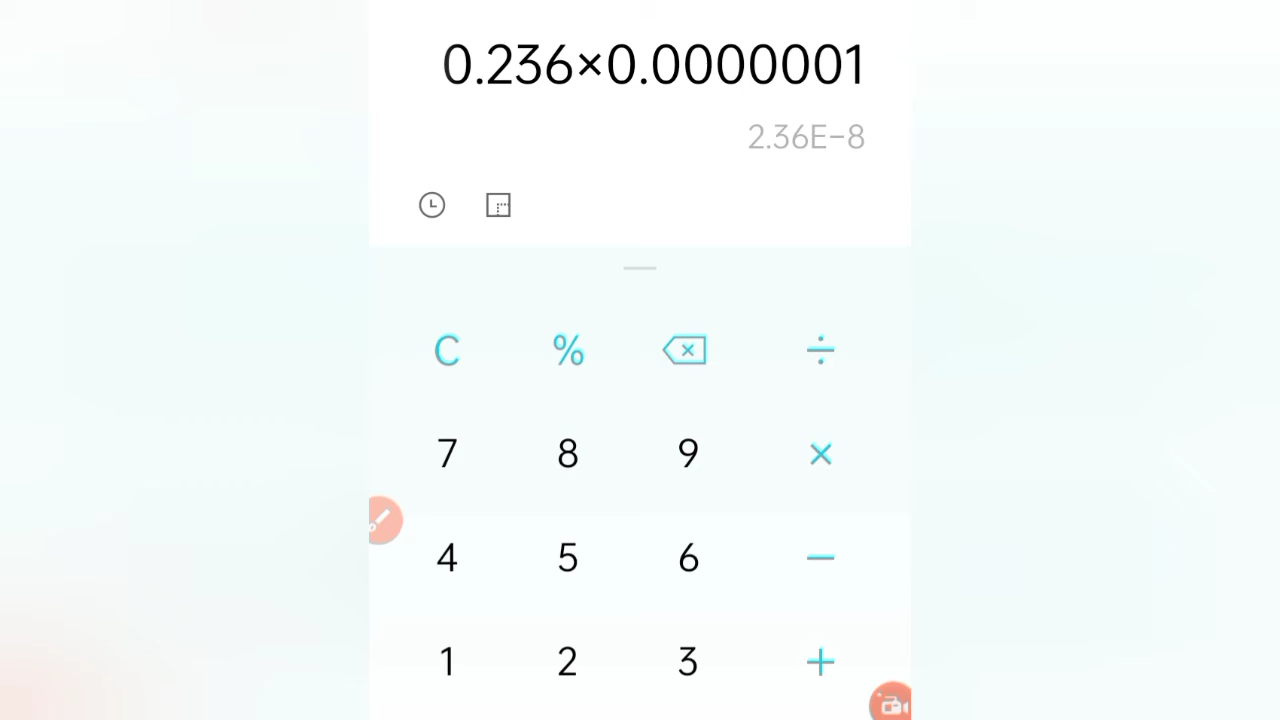 0.236×0.0000001
2.36E−8
C % ÷
7 8 9 ×
4 5 6 −
1 2 3 +